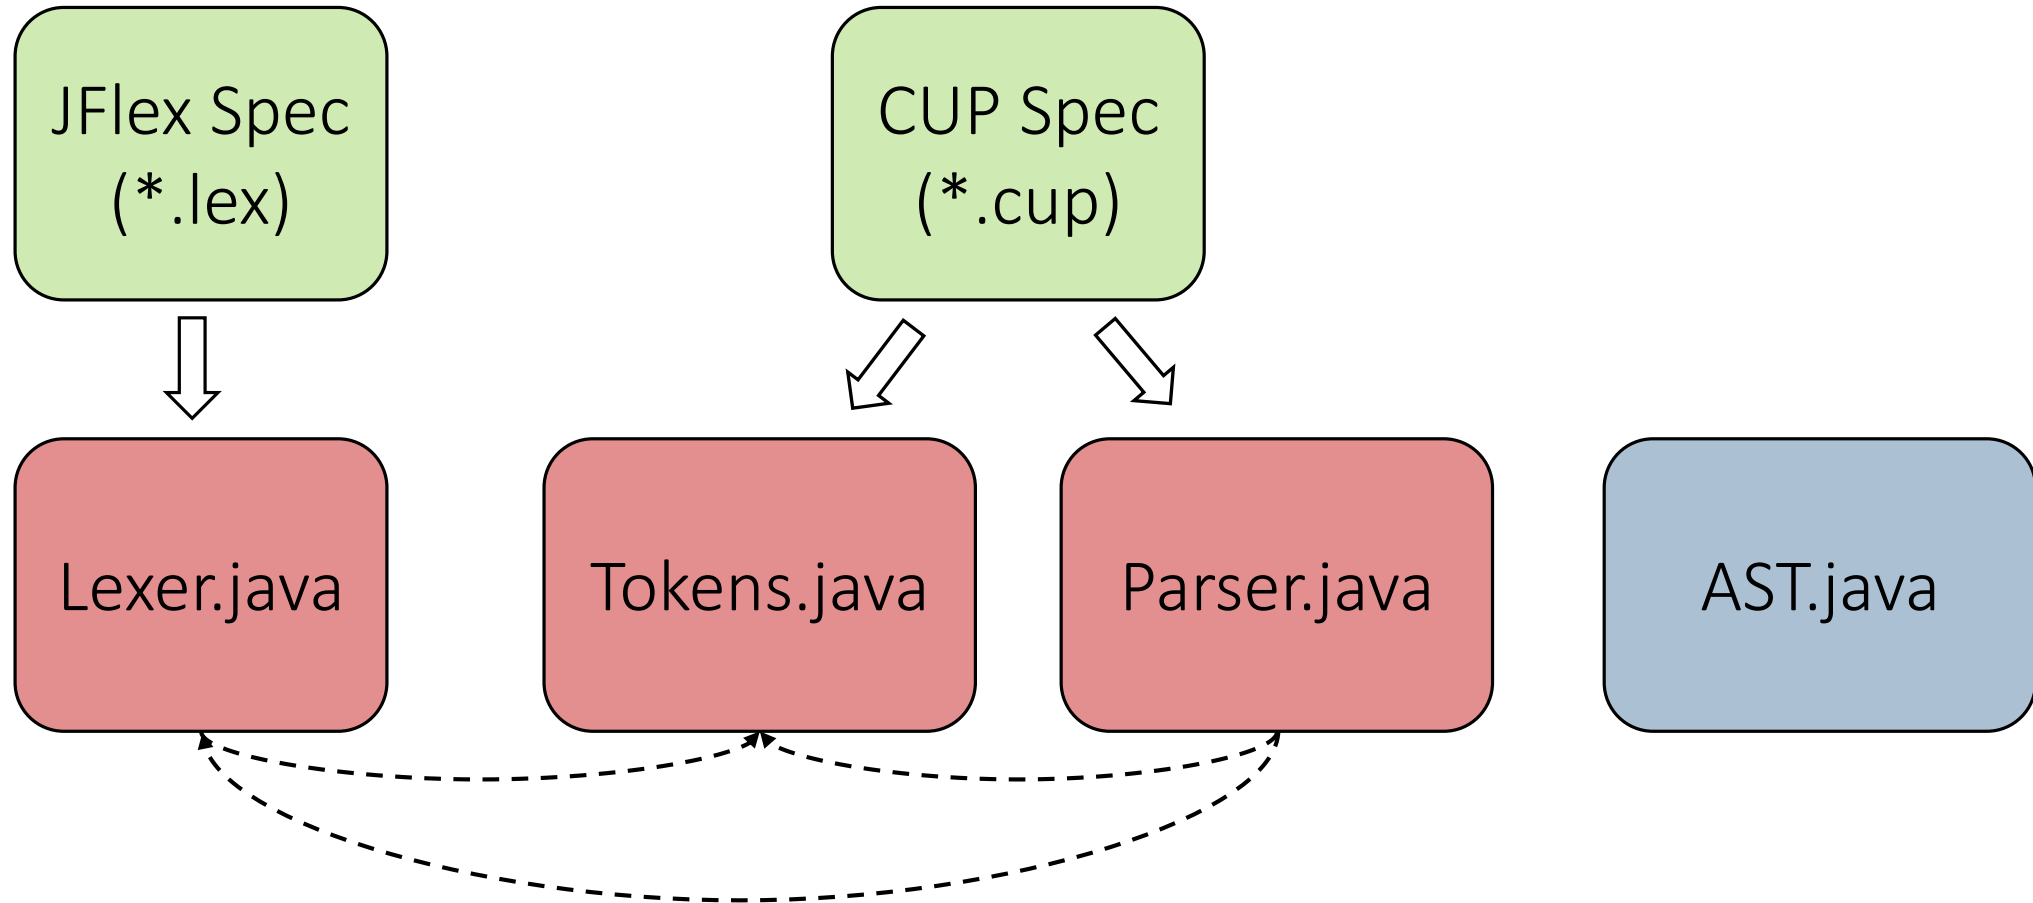 JFlex Spec
(*.lex)
CUP Spec
(*.cup)
Lexer.java
Tokens.java
Parser.java
AST.java